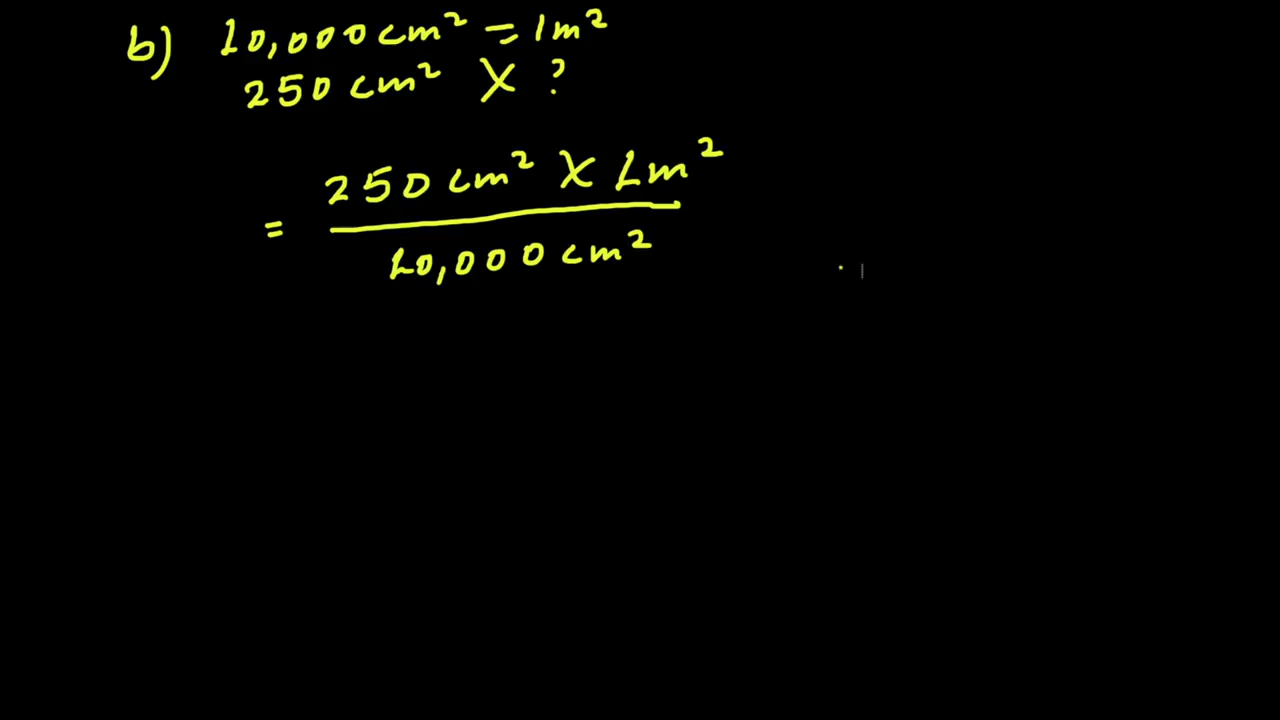 b) 10,000 cm² = 1m²
250 cm² X ?
= 250 cm² X 1m²
10,000 cm²